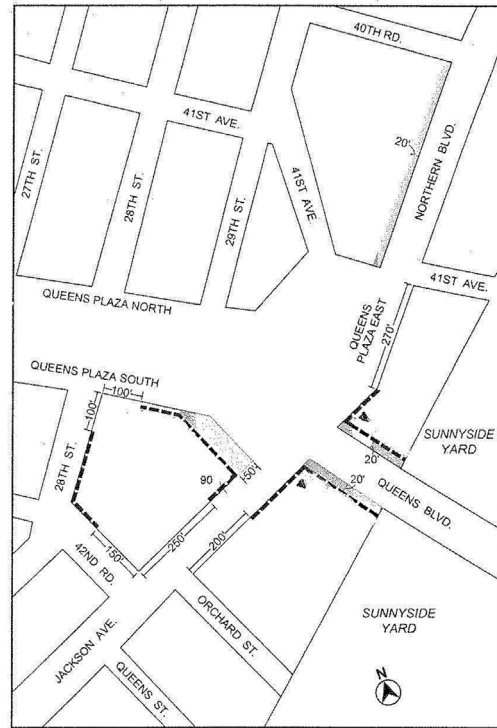 40TH RD.
41ST AVE.
20'
NORTHERN BLVD.
27TH ST.
28TH ST.
29TH ST.
41ST AVE.
41ST AVE.
QUEENS PLAZA NORTH
QUEENS
PLAZA EAST
270'
QUEENS PLAZA SOUTH
100'
100'
28TH ST.
SUNNYSIDE
YARD
20'
QUEENS BLVD.
50'
90
20'
150'
250'
200'
42ND RD.
JACKSON AVE.
ORCHARD ST.
QUEENS ST.
SUNNYSIDE
YARD
N